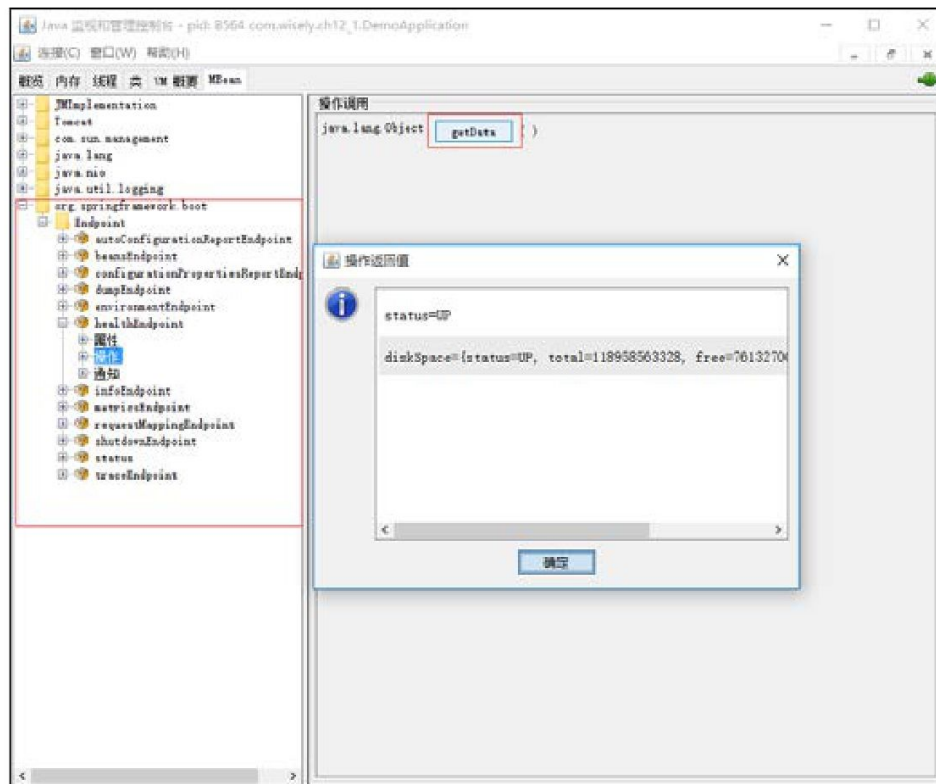 Java 监视和管理控制台 - pid: 8564 com.wisely.ch12_1.DemoApplication
连接(C) 窗口(W) 帮助(H)
概览 内存 线程 类 VM 概要 MBean
JMImplementation
Tomcat
com.sun.management
java.lang
java.nio
java.util.logging
org.springframework.boot
Endpoint
autoConfigurationReportEndpoint
beansEndpoint
configurationPropertiesReportEndp
dumpEndpoint
environmentEndpoint
healthEndpoint
属性
操作
通知
infoEndpoint
metricsEndpoint
requestMappingEndpoint
shutdownEndpoint
status
traceEndpoint
操作调用
java.lang.Object getData ( )
操作返回值
status=UP
diskSpace={status=UP, total=118958563328, free=76132700
确定